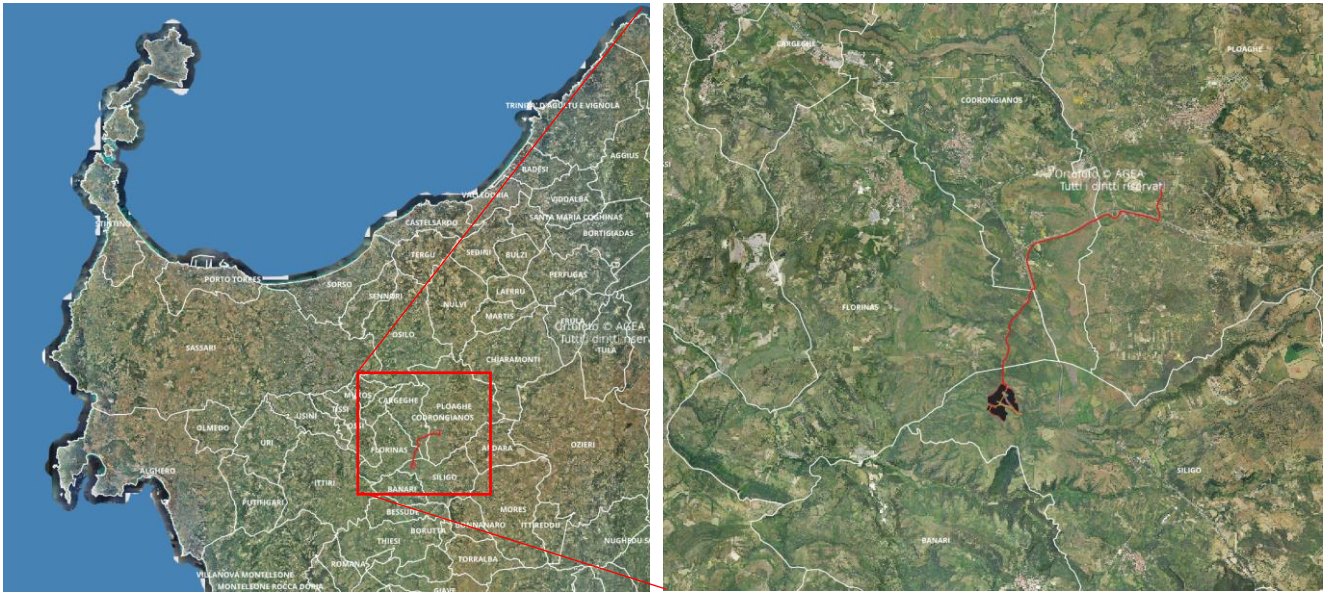 TRINITA' D'AGULTU E VIGNOLA
AGGIUS
BADESI
VALLEDORIA
VIDDALBA
SANTA MARIA COGHINAS
BORTIGIADAS
CASTELSARDO
STINTINO
TERGU
SEDINI
BULZI
PERFUGAS
PORTO TORRES
SORSO
SENNORI
LAERRU
NULVI
MARTIS
ERULA
Ortofoto © AGEA
Tutti i diritti riser
TULA
OSILO
SASSARI
CHIARAMONTI
MUROS
CARGEGHE
PLOAGHE
TISSI
CODRONGIANOS
OLMEDO
USINI
OSSI
URI
FLORINAS
ARDARA
OZIERI
ALGHERO
ITTIRI
SILIGO
BANARI
PUTIFIGARI
BESSUDE
MORES
BONNANARO
ITTIREDDU
BORUTTA
THIESI
NUGHEDU SA
ROMANA
TORRALBA
VILLANOVA MONTELEONE
MONTELEONE ROCCA DORIA
GIAVE
CARGEGHE
PLOAGHE
CODRONGIANOS
Ortofoto © AGEA
Tutti i diritti riservati
FLORINAS
SILIGO
BANARI